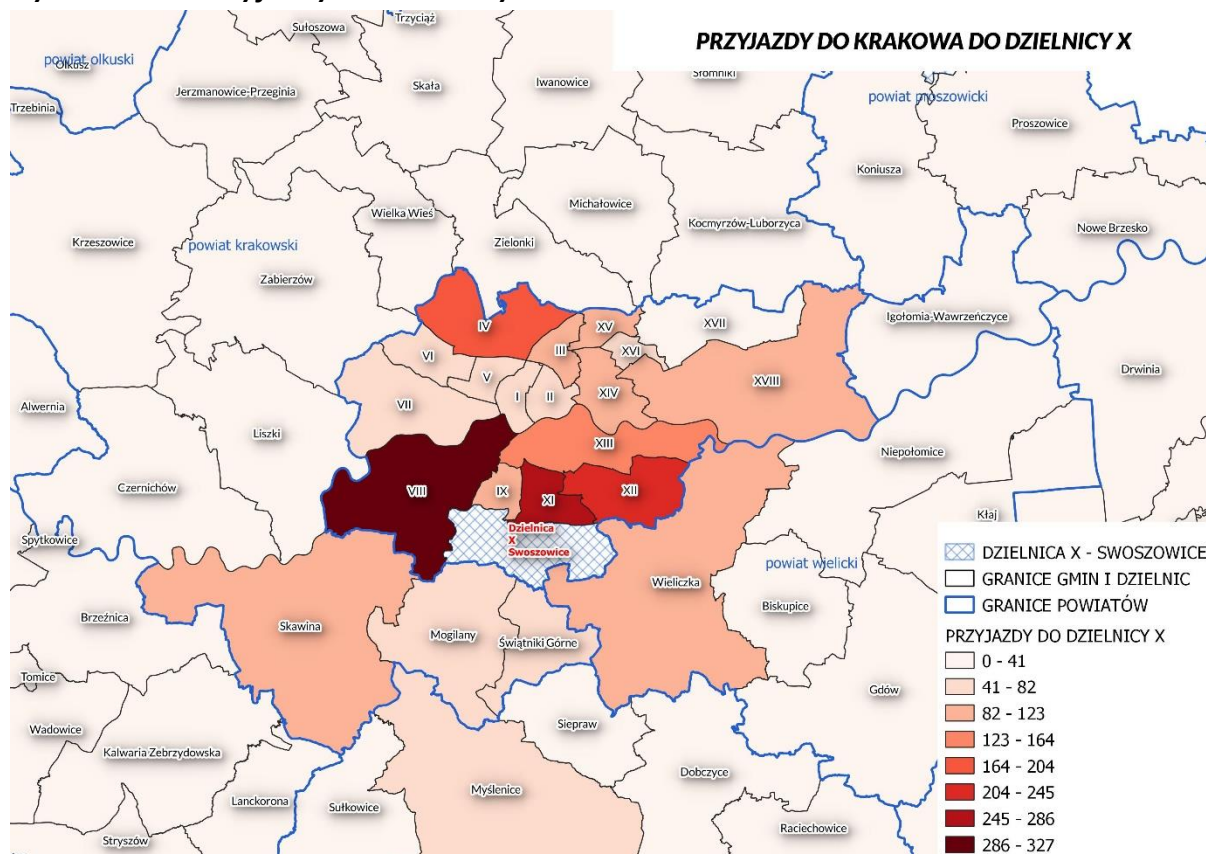 PRZYJAZDY DO KRAKOWA DO DZIELNICY X
Trzyciąż
Sułoszowa
powiat olkuski
Olkusz
Skała
Iwanowice
Słomniki
Jerzmanowice-Przeginia
powiat proszowicki
Trzebinia
Proszowice
Koniusza
Michałowice
Wielka Wieś
Kocmyrzów-Luborzyca
Nowe Brzesko
Krzeszowice
powiat krakowski
Zielonki
Zabierzów
Igołomia-Wawrzeńczyce
IV
XV
XVII
III
XVI
VI
V
Drwinia
XVIII
I
II
XIV
VII
Alwernia
Liszki
XIII
Niepołomice
Czernichów
VIII
IX
XI
XII
Kłaj
Dzielnica
X
Swoszowice
Spytkowice
powiat wielicki
Wieliczka
Biskupice
Brzeźnica
Skawina
Mogilany
Świątniki Górne
Tomice
Gdów
Siepraw
Wadowice
Kalwaria Zebrzydowska
Dobczyce
Myślenice
Lanckorona
Sułkowice
Raciechowice
Stryszów
DZIELNICA X - SWOSZOWICE
GRANICE GMIN I DZIELNIC
GRANICE POWIATÓW
PRZYJAZDY DO DZIELNICY X
0 - 41
41 - 82
82 - 123
123 - 164
164 - 204
204 - 245
245 - 286
286 - 327